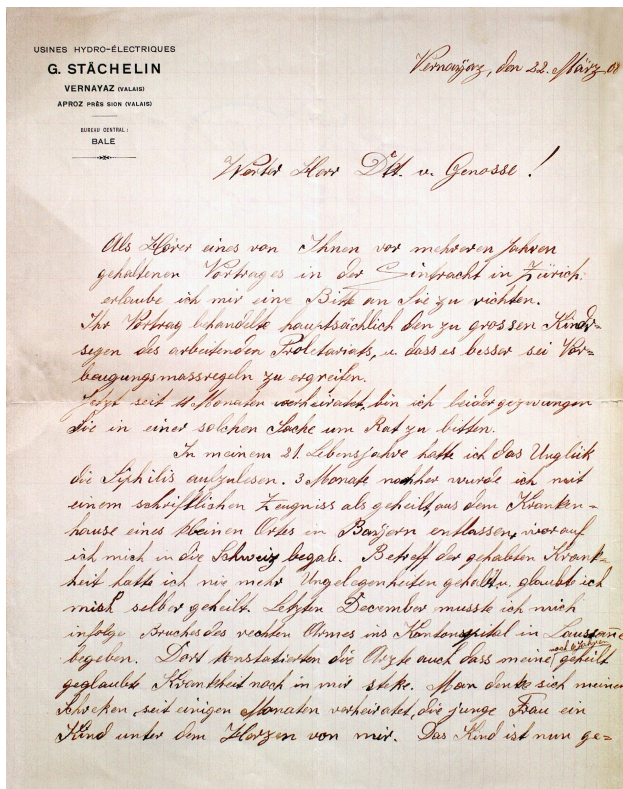 USINES HYDRO-ÉLECTRIQUES
G. STÄCHELIN
VERNAYAZ (VALAIS)
APROZ PRÈS SION (VALAIS)
BUREAU CENTRAL:
BALE
Vernayaz, den 22. März 08
Werter Herr Dkt. u. Genosse!
Als Hörer eines von Ihnen vor mehreren Jahren
gehaltenen Vortrages in der Eintracht in Zürich
erlaube ich mir eine Bitte an Sie zu richten.
Ihr Vortrag behandelte hauptsächlich den zu grossen Kinder-
segen des arbeitenden Proletariats, u. dass es besser sei Vor=
beugungsmassregeln zu ergreifen.
Jetzt seit 11 Monaten verheiratet, bin ich leider gezwungen
Sie in einer solchen Sache um Rat zu bitten.
In meinem 21. Lebensjahre hatte ich das Unglück
die Siphilis aufzulesen. 3 Monate nachher wurde ich mit
einem schriftlichen Zeugniss als geheilt, aus dem Kranken-
hause eines kleinen Ortes in Bayern entlassen, worauf
ich mich in die Schweiz begab. Betreff der gehabten Krank=
heit hatte ich nie mehr Ungelegenheiten gehabt u. glaubte ich
mich selber geheilt. Letzten December musste ich mich
infolge Bruches des rechten Armes ins Kantonspital in Lausanne
begeben. Dort konstatierten die Ärzte auch dass meine nach 6 Jahren geheilt
geglaubte Krankheit noch in mir steke. Man denke sich meinen
Schreken, seit einigen Monaten verheiratet, die junge Frau ein
Kind unter dem Herzen von mir. Das Kind ist nun ge=